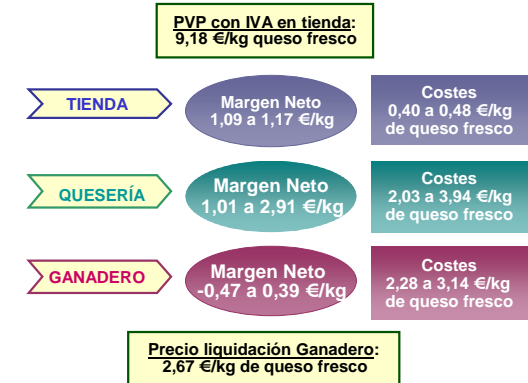 PVP con IVA en tienda:
9,18 €/kg queso fresco
TIENDA
Margen Neto
1,09 a 1,17 €/kg
Costes
0,40 a 0,48 €/kg
de queso fresco
QUESERÍA
Margen Neto
1,01 a 2,91 €/kg
Costes
2,03 a 3,94 €/kg
de queso fresco
GANADERO
Margen Neto
-0,47 a 0,39 €/kg
Costes
2,28 a 3,14 €/kg
de queso fresco
Precio liquidación Ganadero:
2,67 €/kg de queso fresco